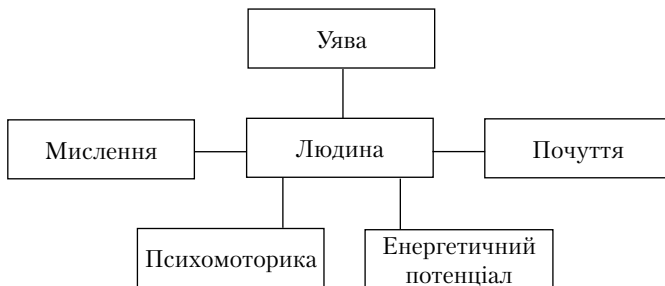 Уява
Мислення
Людина
Почуття
Психомоторика
Енергетичний
потенціал